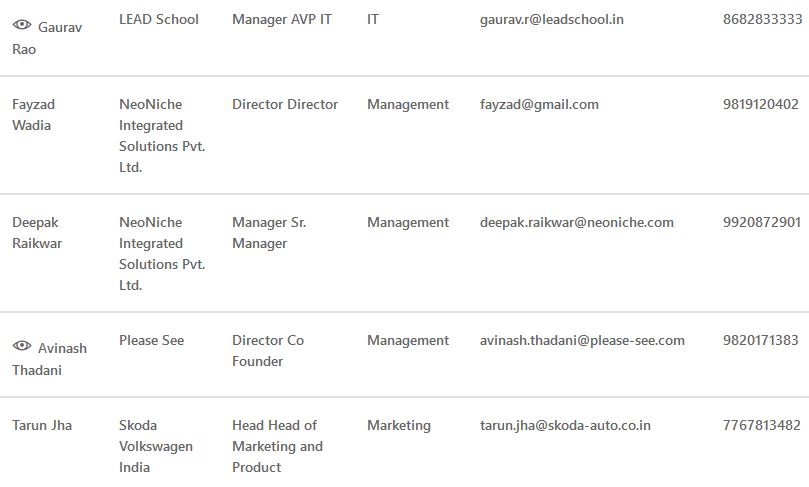 Gaurav Rao LEAD School Manager AVP IT IT gaurav.r@leadschool.in 8682833333
Fayzad Wadia NeoNiche Integrated Solutions Pvt. Ltd. Director Director Management fayzad@gmail.com 9819120402
Deepak Raikwar NeoNiche Integrated Solutions Pvt. Ltd. Manager Sr. Manager Management deepak.raikwar@neoniche.com 9920872901
Avinash Thadani Please See Director Co Founder Management avinash.thadani@please-see.com 9820171383
Tarun Jha Skoda Volkswagen India Head Head of Marketing and Product Marketing tarun.jha@skoda-auto.co.in 7767813482